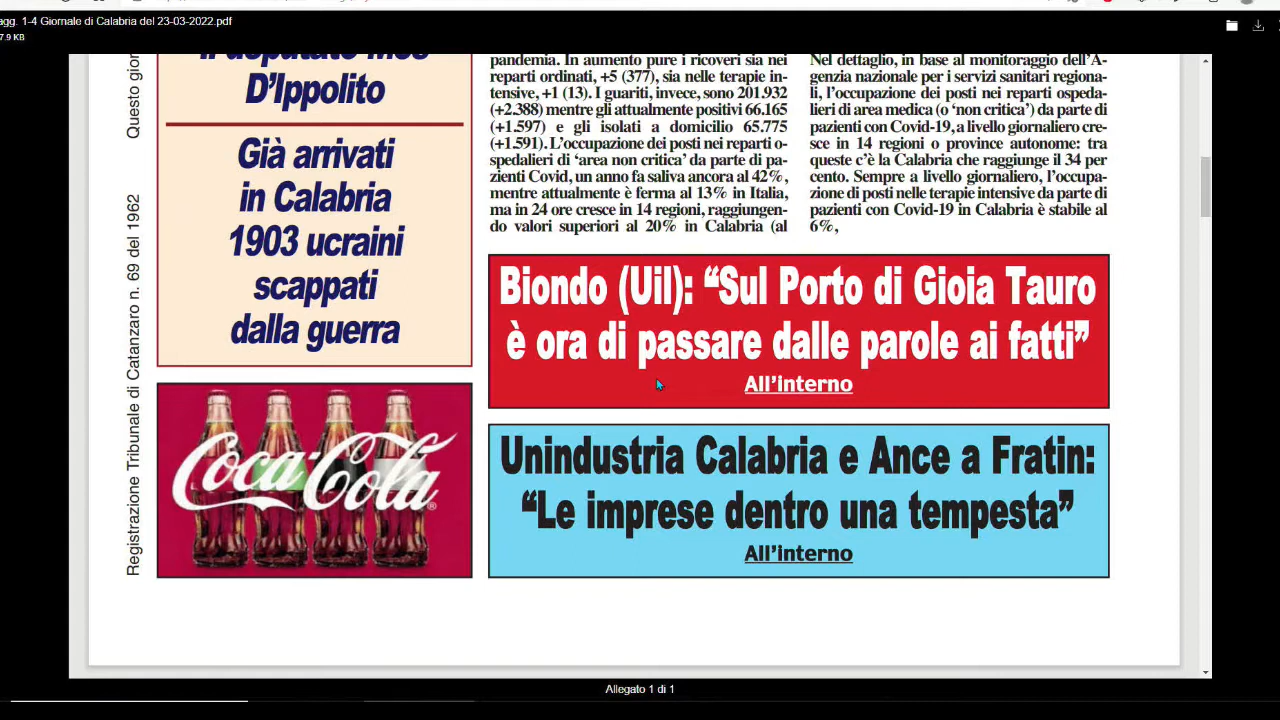 agg. 1-4 Giornale di Calabria del 23-03-2022.pdf
7.9 KB
Questo gior
Registrazione Tribunale di Catanzaro n. 69 del 1962
il deputato M5s
D'Ippolito
Già arrivati
in Calabria
1903 ucraini
scappati
dalla guerra
Coca-Cola®
pandemia. In aumento pure i ricoveri sia nei
reparti ordinati, +5 (377), sia nelle terapie in-
tensive, +1 (13). I guariti, invece, sono 201.932
(+2.388) mentre gli attualmente positivi 66.165
(+1.597) e gli isolati a domicilio 65.775
(+1.591). L'occupazione dei posti nei reparti o-
spedalieri di 'area non critica' da parte di pa-
zienti Covid, un anno fa saliva ancora al 42%,
mentre attualmente è ferma al 13% in Italia,
ma in 24 ore cresce in 14 regioni, raggiungen-
do valori superiori al 20% in Calabria (al
Nel dettaglio, in base al monitoraggio dell'A-
genzia nazionale per i servizi sanitari regiona-
li, l'occupazione dei posti nei reparti ospeda-
lieri di area medica (o 'non critica') da parte di
pazienti con Covid-19, a livello giornaliero cre-
sce in 14 regioni o province autonome: tra
queste c'è la Calabria che raggiunge il 34 per
cento. Sempre a livello giornaliero, l'occupa-
zione di posti nelle terapie intensive da parte di
pazienti con Covid-19 in Calabria è stabile al
6%,
Biondo (Uil): “Sul Porto di Gioia Tauro
è ora di passare dalle parole ai fatti”
All'interno
Unindustria Calabria e Ance a Fratin:
“Le imprese dentro una tempesta”
All'interno
Allegato 1 di 1